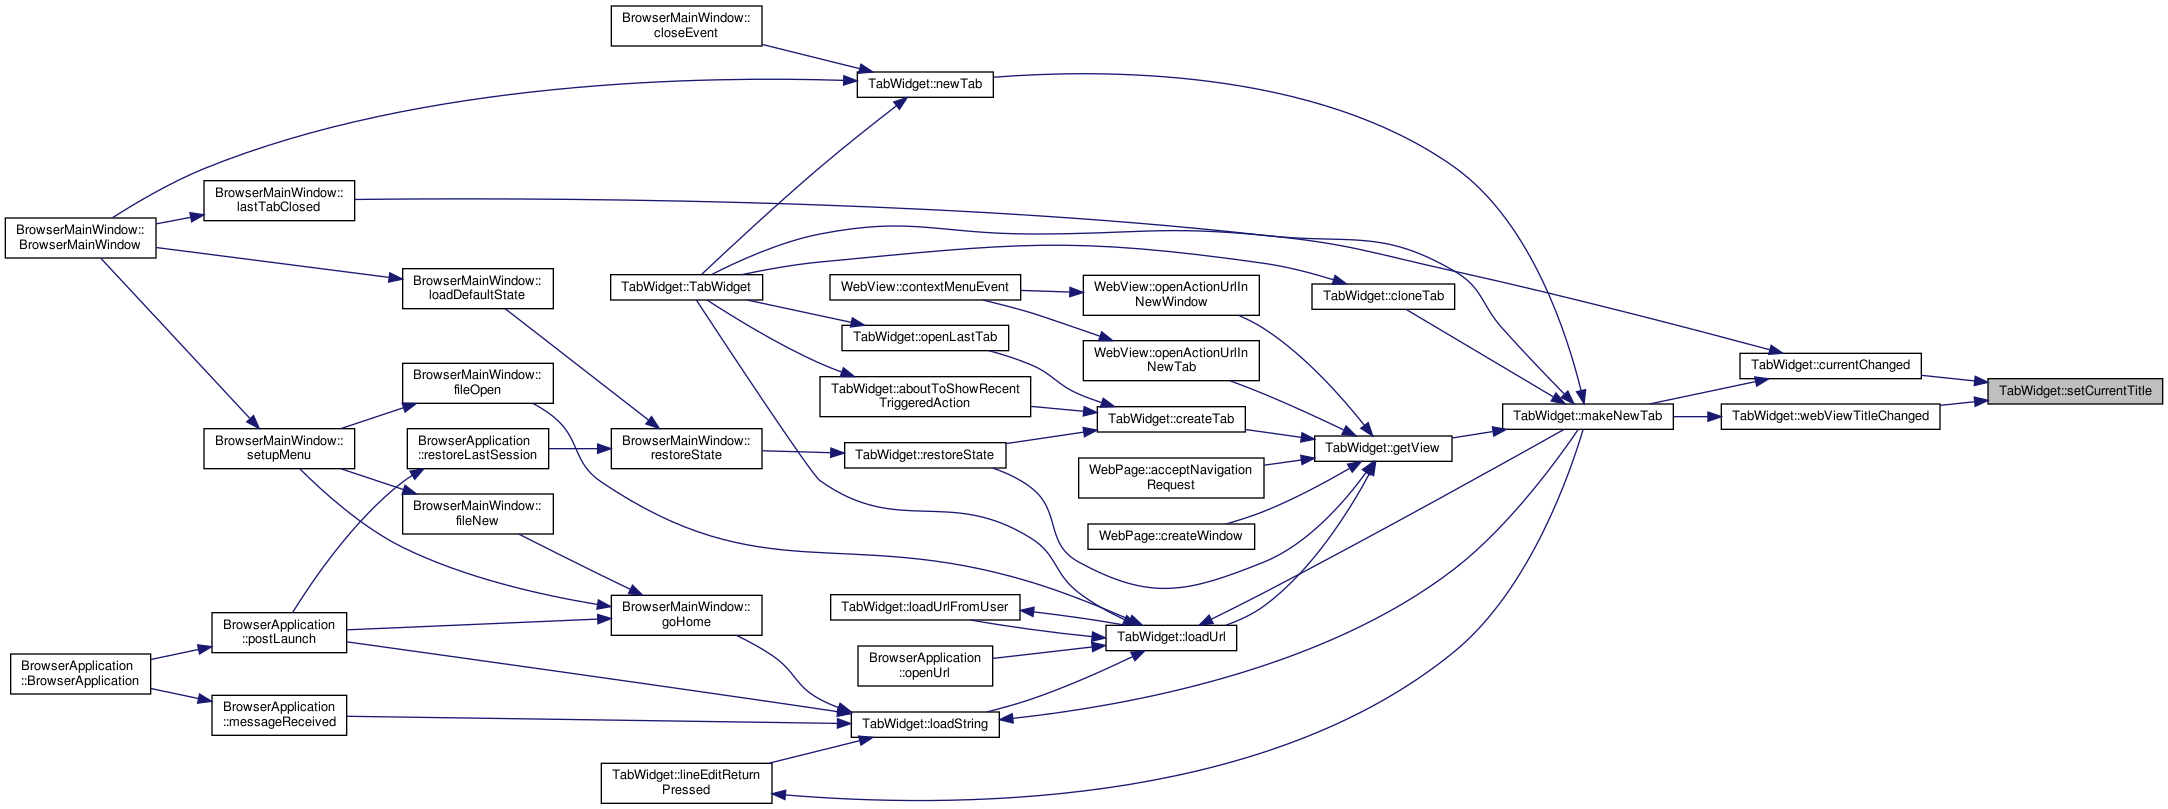 BrowserMainWindow::
closeEvent
TabWidget::newTab
BrowserMainWindow::
lastTabClosed
BrowserMainWindow::
BrowserMainWindow
BrowserMainWindow::
loadDefaultState
TabWidget::TabWidget
WebView::contextMenuEvent
WebView::openActionUrlIn
NewWindow
TabWidget::cloneTab
TabWidget::openLastTab
WebView::openActionUrlIn
NewTab
TabWidget::currentChanged
TabWidget::setCurrentTitle
BrowserMainWindow::
fileOpen
TabWidget::aboutToShowRecent
TriggeredAction
TabWidget::createTab
TabWidget::makeNewTab
TabWidget::webViewTitleChanged
BrowserMainWindow::
setupMenu
BrowserApplication
::restoreLastSession
BrowserMainWindow::
restoreState
TabWidget::restoreState
TabWidget::getView
WebPage::acceptNavigation
Request
BrowserMainWindow::
fileNew
WebPage::createWindow
BrowserMainWindow::
goHome
TabWidget::loadUrlFromUser
TabWidget::loadUrl
BrowserApplication
::postLaunch
BrowserApplication
::openUrl
BrowserApplication
::BrowserApplication
BrowserApplication
::messageReceived
TabWidget::loadString
TabWidget::lineEditReturn
Pressed